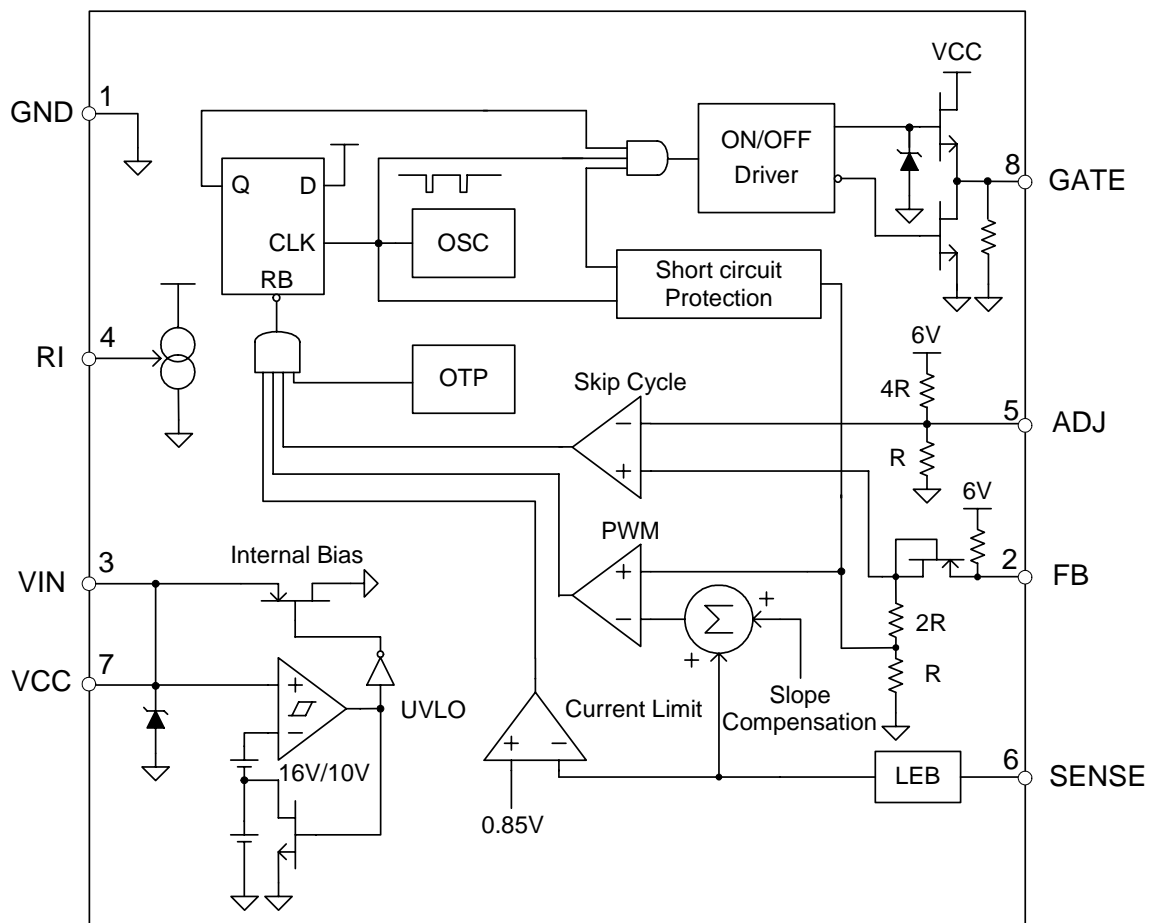 VCC
1
GND
ON/OFF
Driver
8
GATE
Q
D
CLK
OSC
RB
Short circuit
Protection
4
RI
6V
OTP
Skip Cycle
4R
5
ADJ
−
R
+
6V
PWM
3
Internal Bias
VIN
+
2
FB
−
Σ
+
2R
7
VCC
+
+
R
UVLO
Current Limit
Slope
Compensation
−
+
−
16V/10V
LEB
6
SENSE
0.85V